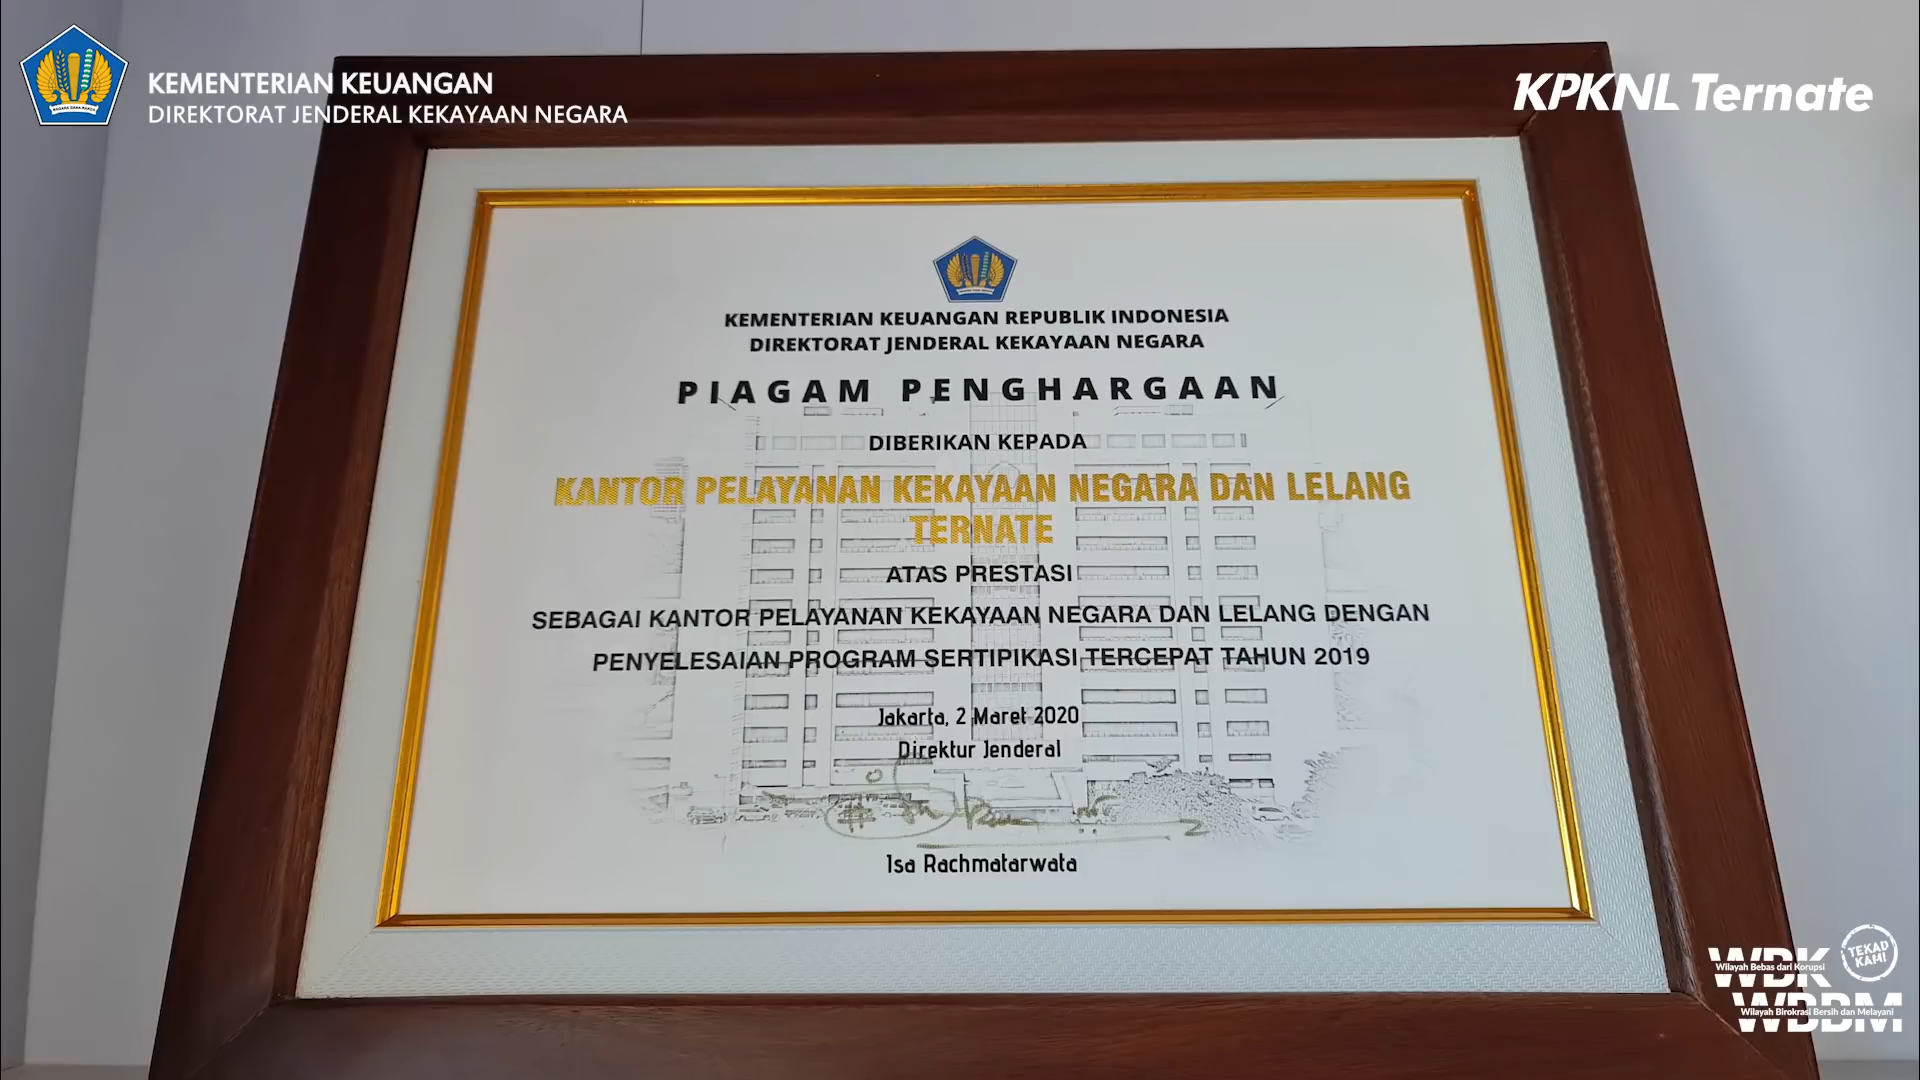 KEMENTERIAN KEUANGAN
DIREKTORAT JENDERAL KEKAYAAN NEGARA
KPKNL Ternate
KEMENTERIAN KEUANGAN REPUBLIK INDONESIA
DIREKTORAT JENDERAL KEKAYAAN NEGARA
PIAGAM PENGHARGAAN
DIBERIKAN KEPADA
KANTOR PELAYANAN KEKAYAAN NEGARA DAN LELANG
TERNATE
ATAS PRESTASI
SEBAGAI KANTOR PELAYANAN KEKAYAAN NEGARA DAN LELANG DENGAN
PENYELESAIAN PROGRAM SERTIPIKASI TERCEPAT TAHUN 2019
Jakarta, 2 Maret 2020
Direktur Jenderal
Isa Rachmatarwata
TEKAD
KAMI
WBK
Wilayah Bebas dari Korupsi
WBBM
Wilayah Birokrasi Bersih dan Melayani